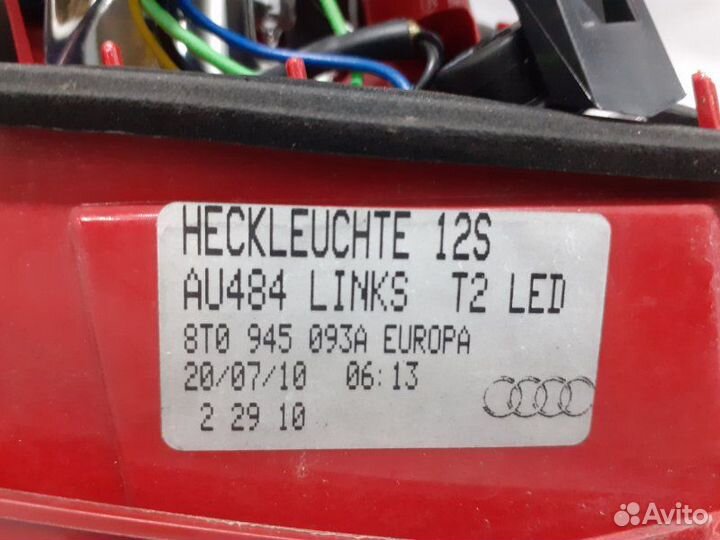 HECKLEUCHTE 12S
AU484 LINKS T2 LED
8T0 945 093A EUROPA
20/07/10 06:13
2 29 10
Avito